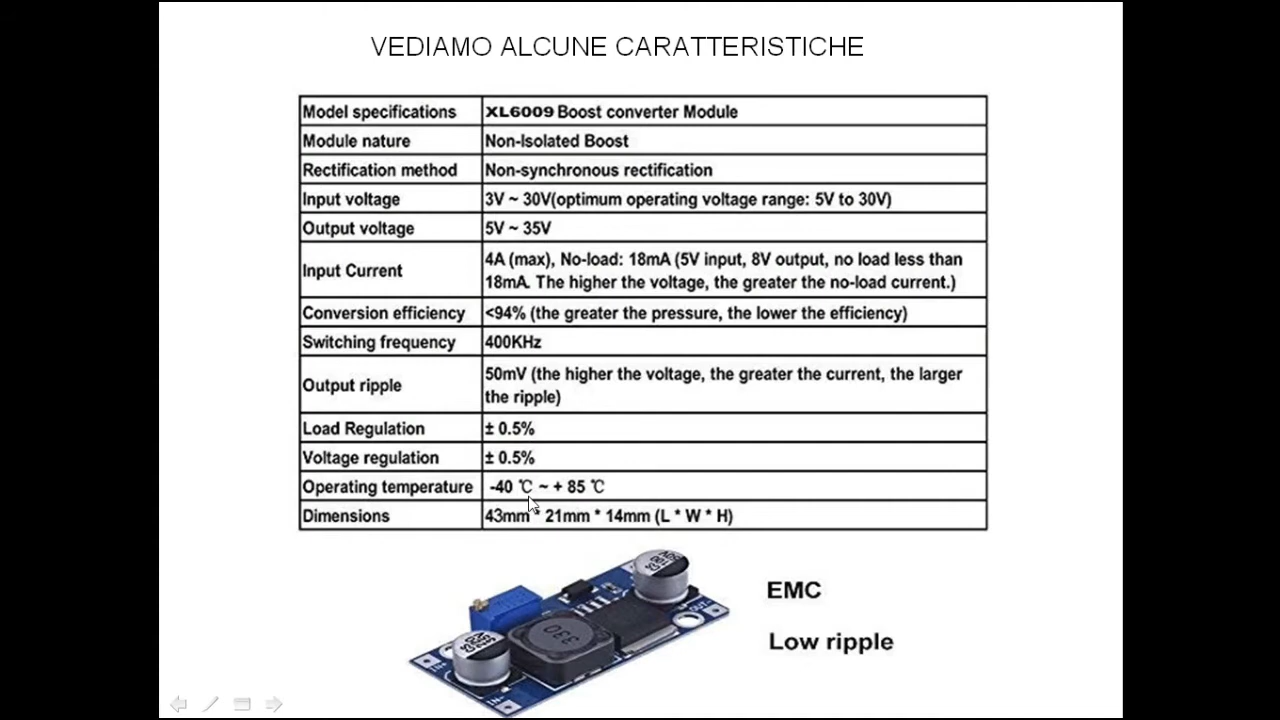 VEDIAMO ALCUNE CARATTERISTICHE
Model specifications XL6009 Boost converter Module
Module nature Non-Isolated Boost
Rectification method Non-synchronous rectification
Input voltage 3V ~ 30V(optimum operating voltage range: 5V to 30V)
Output voltage 5V ~ 35V
Input Current 4A (max), No-load: 18mA (5V input, 8V output, no load less than
18mA. The higher the voltage, the greater the no-load current.)
Conversion efficiency <94% (the greater the pressure, the lower the efficiency)
Switching frequency 400KHz
Output ripple 50mV (the higher the voltage, the greater the current, the larger
the ripple)
Load Regulation ± 0.5%
Voltage regulation ± 0.5%
Operating temperature -40 ℃ ~ + 85 ℃
Dimensions 43mm * 21mm * 14mm (L * W * H)
EMC
Low ripple
330
OUT-
IN+
IN-